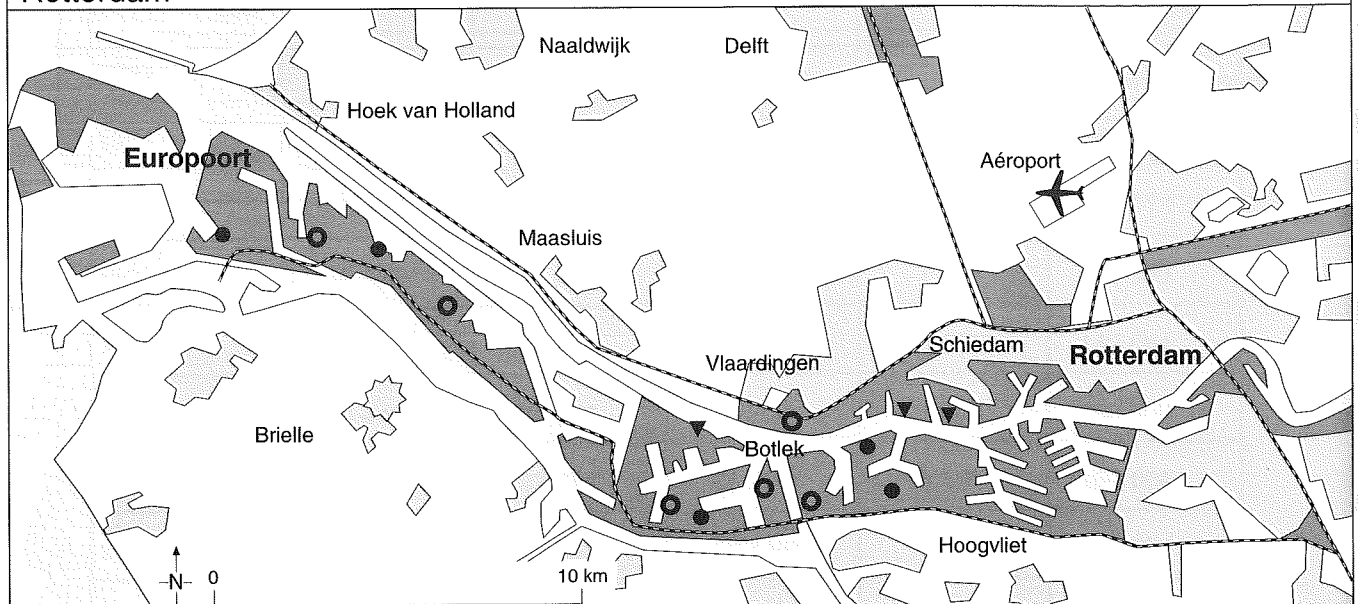 Rotterdam
Naaldwijk
Delft
Hoek van Holland
Europoort
Aéroport
Maasluis
Schiedam
Rotterdam
Vlaardingen
Brielle
Botlek
Hoogvliet
N 0 10 km